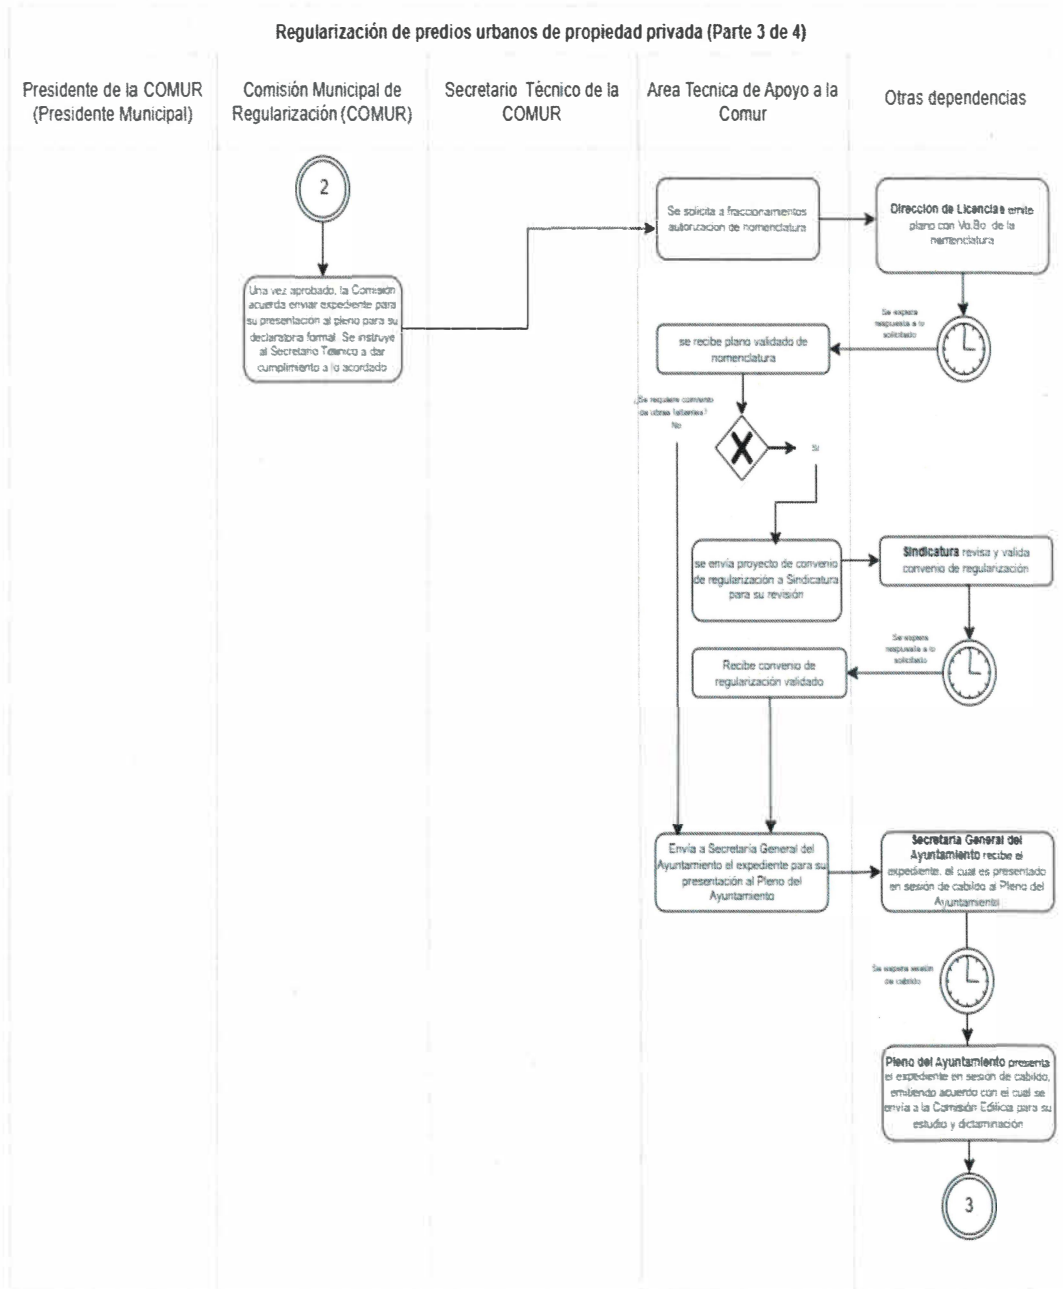 Regularización de predios urbanos de propiedad privada (Parte 3 de 4)
Presidente de la COMUR
(Presidente Municipal)
Comisión Municipal de
Regularización (COMUR)
Secretario Técnico de la
COMUR
Area Tecnica de Apoyo a la
Comur
Otras dependencias
2
Una vez aprobado, la Comisión
acuerda enviar expediente para
su presentación al pleno para su
declaratoria formal. Se instruye
al Secretario Técnico a dar
cumplimiento a lo acordado
Se solicita a fraccionamientos
autorizacion de nomenclatura
Direccion de Licencias emite
plano con Vo.Bo. de la
nomenclatura
Se espera
respuesta a lo
solicitado
se recibe plano validado de
nomenclatura
¿Se requiere convenio
de obras faltantes?
No
Si
se envía proyecto de convenio
de regularización a Sindicatura
para su revisión
Sindicatura revisa y valida
convenio de regularización
Se espera
respuesta a lo
solicitado
Recibe convenio de
regularización validado
Envía a Secretaría General del
Ayuntamiento el expediente para su
presentación al Pleno del
Ayuntamiento
Secretaría General del
Ayuntamiento recibe el
expediente, el cual es presentado
en sesión de cabildo al Pleno del
Ayuntamiento
Se espera sesión
de cabildo
Pleno del Ayuntamiento presenta
el expediente en sesión de cabildo,
emitiendo acuerdo con el cual se
envía a la Comisión Edilicia para su
estudio y dictaminación
3